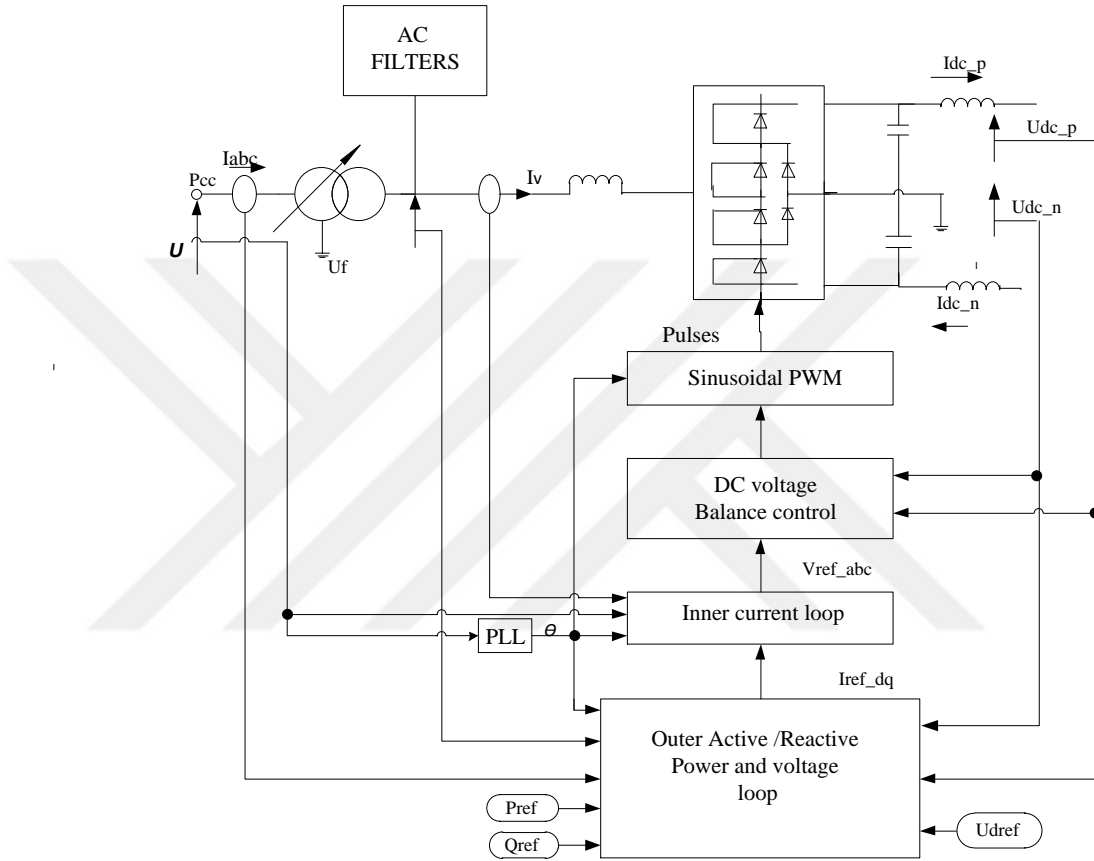 AC
FILTERS
Idc_p
Udc_p
Iabc
Pcc
Iv
Udc_n
U
Uf
Idc_n
Pulses
Sinusoidal PWM
DC voltage
Balance control
Vref_abc
Inner current loop
PLL
θ
Iref_dq
Outer Active /Reactive
Power and voltage
loop
Pref
Udref
Qref